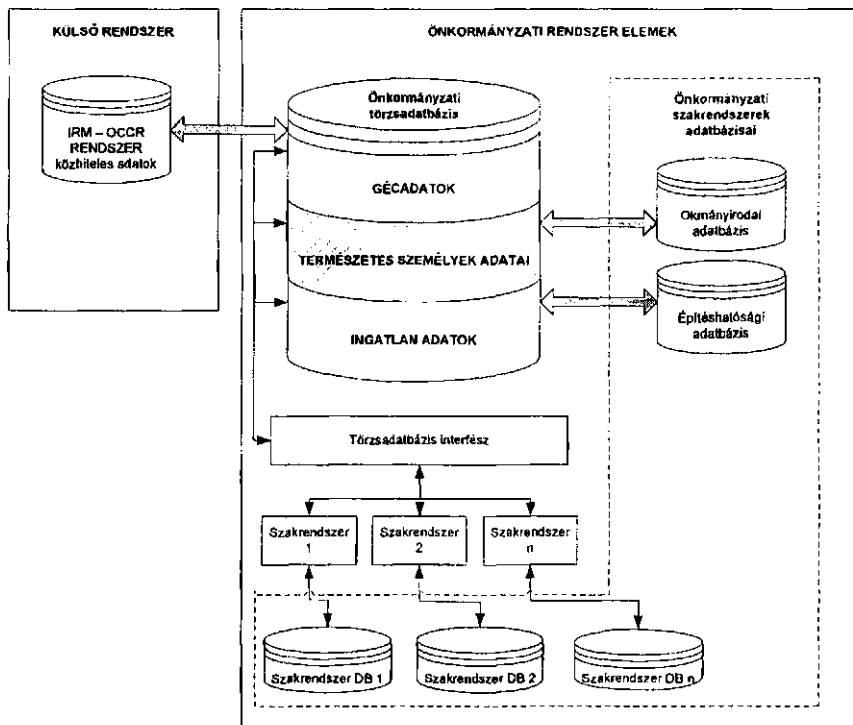 KÜLSŐ RENDSZER
IRM – OCCR
RENDSZER
közhiteles adatok
ÖNKORMÁNYZATI RENDSZER ELEMEK
Önkormányzati
törzsadatbázis
GÉCADATOK
TERMÉSZETES SZEMÉLYEK ADATAI
INGATLAN ADATOK
Önkormányzati
szakrendszerek
adatbázisai
Okmányirodai
adatbázis
Építéshatósági
adatbázis
Törzsadatbázis interfész
Szakrendszer
1
Szakrendszer
2
Szakrendszer
n
Szakrendszer DB 1
Szakrendszer DB 2
Szakrendszer DB n